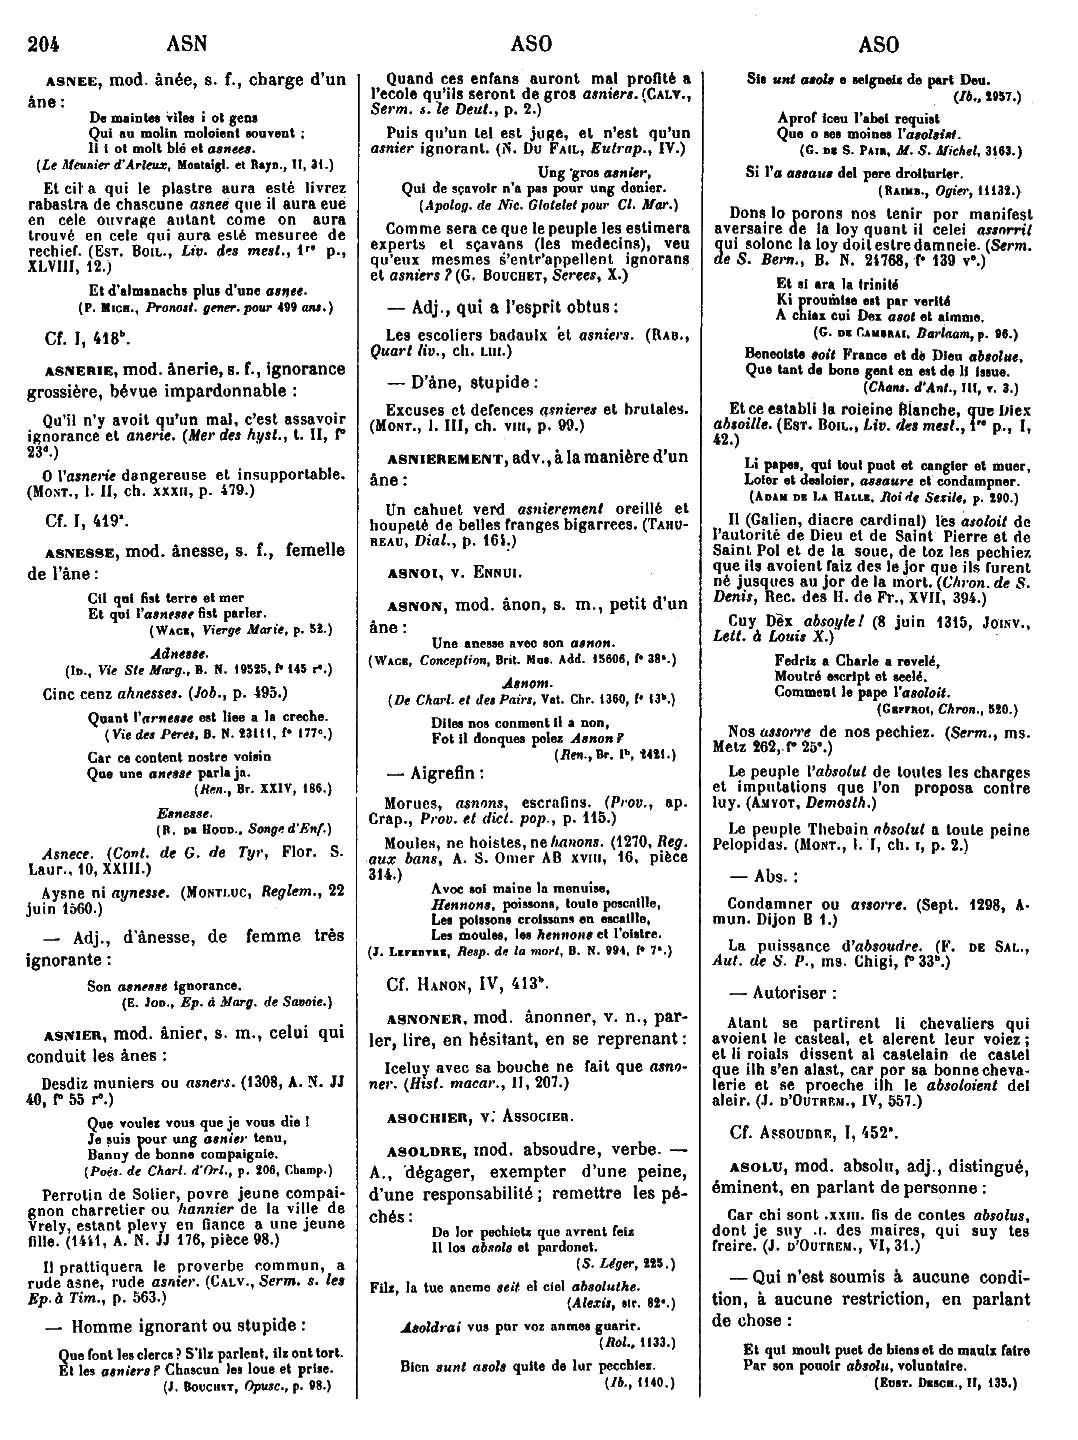 204 ASN ASO ASO
ASNEE, mod. ânée, s. f., charge d'un
âne :
De maintes viles i ot gens
Qui au molin moloient souvent ;
Il i ot molt blé et asnees.
(Le Meunier d'Arleux, Montaigl. et Rayn., II, 31.)
Et cil a qui le plastre aura esté livrez
rabastra de chascune asnee que il aura eue
en cele ouvrage autant come on aura
trouvé en cele qui aura esté mesuree de
rechief. (EST. BOIL., Liv. des mest., 1re p.,
XLVIII, 12.)
Et d'almanachs plus d'une asnee.
(P. MICH., Pronost. gener. pour 499 ans.)
Cf. I, 418b.
ASNERIE, mod. ânerie, s. f., ignorance
grossière, bévue impardonnable :
Qu'il n'y avoit qu'un mal, c'est assavoir
ignorance et anerie. (Mer des hyst., t. II, fº
23d.)
O l'asnerie dangereuse et insupportable.
(MONT., l. II, ch. XXXII, p. 479.)
Cf. I, 419a.
ASNESSE, mod. ânesse, s. f., femelle
de l'âne :
Cil qui fist terre et mer
Et qui l'asnesse fist parler.
(WACE, Vierge Marie, p. 52.)
Adnesse.
(ID., Vie Ste Marg., B. N. 19525, fº 145 rº.)
Cinc cenz ahnesses. (Job., p. 495.)
Quant l'arnesse est liee a la creche.
(Vie des Peres, B. N. 23111, fº 177c.)
Car ce content nostre voisin
Que une anesse parla ja.
(Ren., Br. XXIV, 186.)
Esnesse.
(R. DE HOUD., Songe d'Enf.)
Asnece. (Cont. de G. de Tyr, Flor. S.
Laur., 10, XXIII.)
Aysne ni aynesse. (MONTLUC, Reglem., 22
juin 1560.)
— Adj., d'ânesse, de femme très
ignorante :
Son asnesse ignorance.
(E. JOD., Ep. à Marg. de Savoie.)
ASNIER, mod. ânier, s. m., celui qui
conduit les ânes :
Desdiz muniers ou asners. (1308, A. N. JJ
40, fº 55 rº.)
Que voulez vous que je vous die !
Je suis pour ung asnier tenu,
Banny de bonne compaignie.
(Poés. de Charl. d'Orl., p. 206, Champ.)
Perrotin de Solier, povre jeune compai-
gnon charretier ou hannier de la ville de
Vrely, estant plevy en fiance a une jeune
fille. (1411, A. N. JJ 176, pièce 98.)
Il prattiquera le proverbe commun, a
rude asne, rude asnier. (CALV., Serm. s. les
Ep. à Tim., p. 563.)
— Homme ignorant ou stupide :
Que font les clercs ? S'ilz parlent, ilz ont tort.
Et les asniers ? Chascun les loue et prise.
(J. BOUCHET, Opusc., p. 98.)
Quand ces enfans auront mal profité a
l'ecole qu'ils seront de gros asniers. (CALV.,
Serm. s. le Deut., p. 2.)
Puis qu'un tel est juge, et n'est qu'un
asnier ignorant. (N. DU FAIL, Eutrap., IV.)
Ung gros asnier,
Qui de sçavoir n'a pas pour ung denier.
(Apolog. de Nic. Glotelet pour Cl. Mar.)
Comme sera ce que le peuple les estimera
experts et sçavans (les medecins), veu
qu'eux mesmes s'entr'appellent ignorans
et asniers ? (G. BOUCHET, Serees, X.)
— Adj., qui a l'esprit obtus :
Les escoliers badaulx et asniers. (RAB.,
Quart liv., ch. LIII.)
— D'âne, stupide :
Excuses et defences asnieres et brutales.
(MONT., l. III, ch. VIII, p. 99.)
ASNIEREMENT, adv., à la manière d'un
âne :
Un cahuet verd asnierement oreillé et
houpeté de belles franges bigarrees. (TAHU-
REAU, Dial., p. 161.)
ASNOI, v. ENNUI.
ASNON, mod. ânon, s. m., petit d'un
âne :
Une anesse avec son asnon.
(WACE, Conception, Brit. Mus. Add. 15606, fº 38a.)
Asnom.
(De Charl. et des Pairs, Vat. Chr. 1360, fº 13b.)
Dites nos conment il a non,
Fot il donques polez Asnon ?
(Ren., Br. Ib, 2421.)
— Aigrefin :
Morues, asnons, escrafins. (Prov., ap.
Crap., Prov. et dict. pop., p. 115.)
Moules, ne hoistes, ne hanons. (1270, Reg.
aux bans, A. S. Omer AB XVIII, 16, pièce
314.)
Avoc soi maine la menuise,
Hennons, poissons, toute poscaille,
Les poissons croissans en escaille,
Les moules, les hennons et l'oistre.
(J. LEFEBVRE, Resp. de la mort, B. N. 994, fº 7a.)
Cf. HANON, IV, 413b.
ASNONER, mod. ânonner, v. n., par-
ler, lire, en hésitant, en se reprenant :
Iceluy avec sa bouche ne fait que asno-
ner. (Hist. macar., II, 207.)
ASOCHIER, v. ASSOCIER.
ASOLDRE, mod. absoudre, verbe. —
A., dégager, exempter d'une peine,
d'une responsabilité ; remettre les pé-
chés :
De lor pechietz que avrent feiz
Il los absols et pardonet.
(S. Léger, 225.)
Filz, la tue aneme seit el ciel absoluthe.
(Alexis, str. 82e.)
Asoldrai vus pur voz anmes guarir.
(Rol., 1133.)
Bien sunt asols quite de lur pecchiez.
(Ib., 1140.)
Sis unt asols e seigneis de part Deu.
(Ib., 2957.)
Aprof iceu l'abel requist
Que o ses moines l'asolsist.
(G. DE S. PAIR, M. S. Michel, 3163.)
Si l'a assaus del pere droiturier.
(RAIMB., Ogier, 11132.)
Dons lo porons nos tenir por manifest
aversaire de la loy quant il celei assorril
qui solonc la loy doit estre damneie. (Serm.
de S. Bern., B. N. 24768, fº 139 vº.)
Et si ara la trinité
Ki proumise est par verité
A chiax cui Dex asot et aimme.
(G. DE CAMBRAI, Barlaam, p. 96.)
Beneoiste soit France et de Dieu absolue,
Que tant de bone gent en est de li issue.
(Chans. d'Ant., III, v. 3.)
Et ce establi la roieine Blanche, que Diex
absoille. (EST. BOIL., Liv. des mest., 1re p., I,
42.)
Li papes, qui tout puot et cangier et muer,
Loier et desloier, assaure et condampner.
(ADAM DE LA HALLE, Roi de Sezile, p. 290.)
Il (Galien, diacre cardinal) les asoloit de
l'autorité de Dieu et de Saint Pierre et de
Saint Pol et de la soue, de toz les pechiez
que ils avoient faiz des le jor que ils furent
né jusques au jor de la mort. (Chron. de S.
Denis, Rec. des H. de Fr., XVII, 394.)
Cuy Dex absoyle ! (8 juin 1315, JOINV.,
Lett. à Louis X.)
Fedriz a Charle a revelé,
Moutré escript et seelé.
Comment le pape l'asoloit.
(GEFFROI, Chron., 520.)
Nos assorre de nos pechiez. (Serm., ms.
Metz 262, fº 25a.)
Le peuple l'absolut de toutes les charges
et imputations que l'on proposa contre
luy. (AMYOT, Demosth.)
Le peuple Thebain absolut a toute peine
Pelopidas. (MONT., l. I, ch. I, p. 2.)
— Abs. :
Condamner ou assorre. (Sept. 1298, A-
mun. Dijon B 1.)
La puissance d'absoudre. (F. DE SAL.,
Aut. de S. P., ms. Chigi, fº 33b.)
— Autoriser :
Atant se partirent li chevaliers qui
avoient le casteal, et alerent leur voiez ;
et li roials dissent al castelain de castel
que ilh s'en alast, car por sa bonne cheva-
lerie et se proeche ilh le absoloient del
aleir. (J. D'OUTREM., IV, 557.)
Cf. ASSOUDRE, I, 452a.
ASOLU, mod. absolu, adj., distingué,
éminent, en parlant de personne :
Car chi sont .XXIII. fis de contes absolus,
dont je suy .I. des maires, qui suy tes
freire. (J. D'OUTREM., VI, 31.)
— Qui n'est soumis à aucune condi-
tion, à aucune restriction, en parlant
de chose :
Et qui moult puet de biens et de maulx faire
Par son pouoir absolu, voluntaire.
(EUST. DESCH., II, 135.)